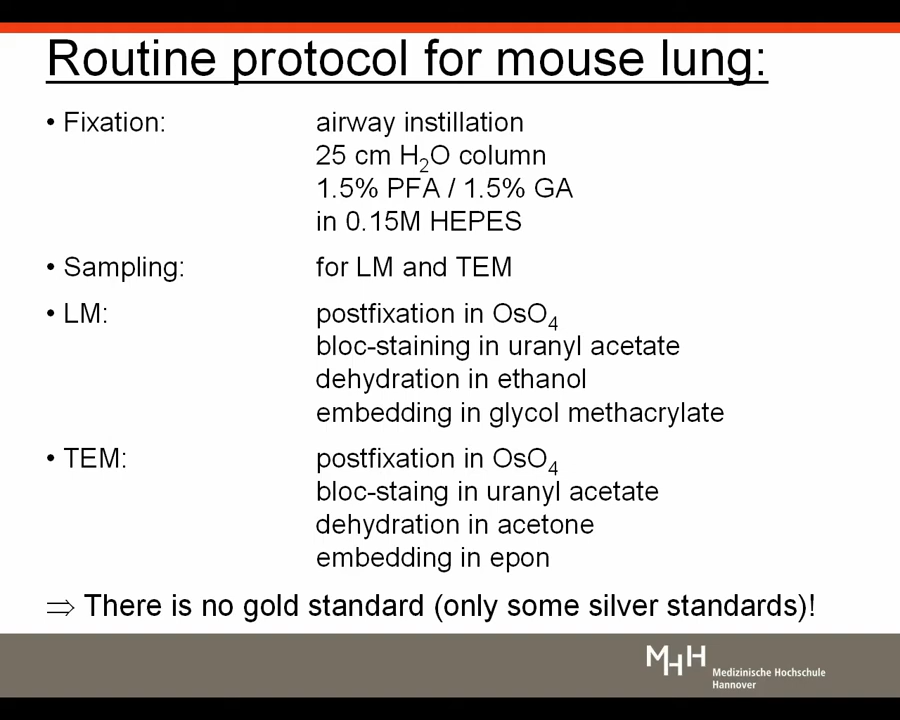 Routine protocol for mouse lung:
• Fixation: airway instillation
25 cm H₂O column
1.5% PFA / 1.5% GA
in 0.15M HEPES
• Sampling: for LM and TEM
• LM: postfixation in OsO₄
bloc-staining in uranyl acetate
dehydration in ethanol
embedding in glycol methacrylate
• TEM: postfixation in OsO₄
bloc-staing in uranyl acetate
dehydration in acetone
embedding in epon
⇒ There is no gold standard (only some silver standards)!
MHH Medizinische Hochschule
Hannover